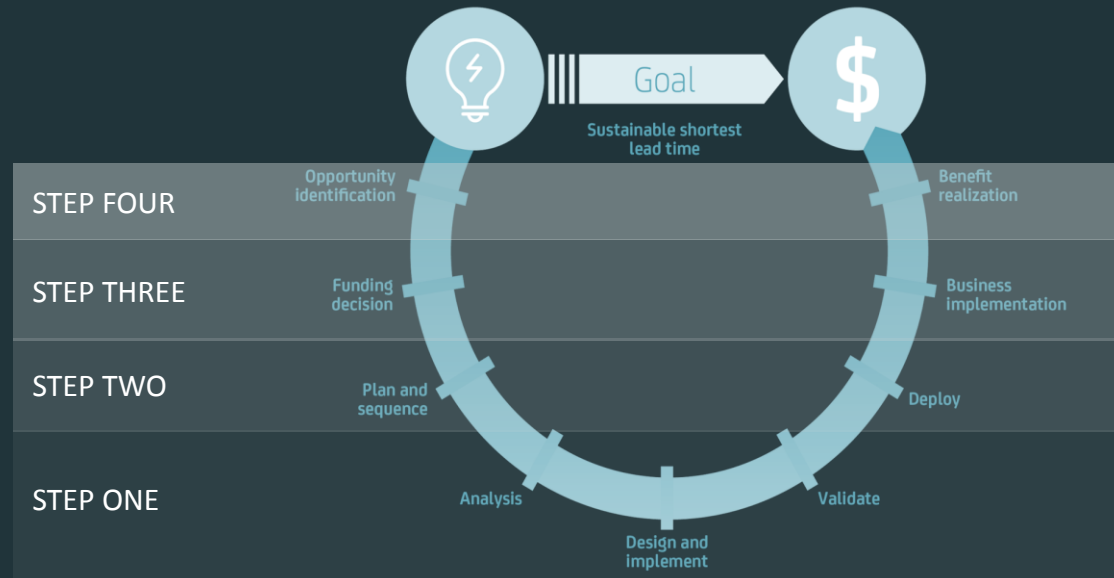 Goal
Sustainable shortest
lead time
STEP FOUR
Opportunity
identification
Benefit
realization
STEP THREE
Funding
decision
Business
implementation
STEP TWO
Plan and
sequence
Deploy
STEP ONE
Analysis
Validate
Design and
implement
$